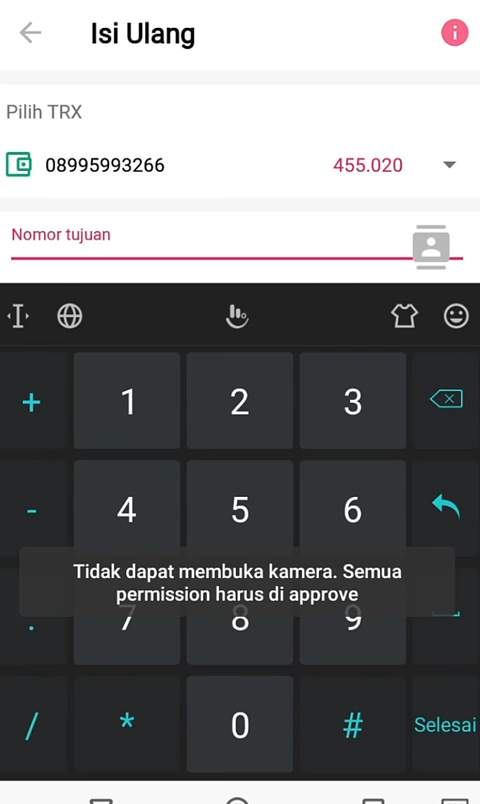 Isi Ulang
i
Pilih TRX
08995993266 455.020
Nomor tujuan
+ 1 2 3
- 4 5 6
Tidak dapat membuka kamera. Semua
permission harus di approve
. 7 8 9
/ * 0 # Selesai